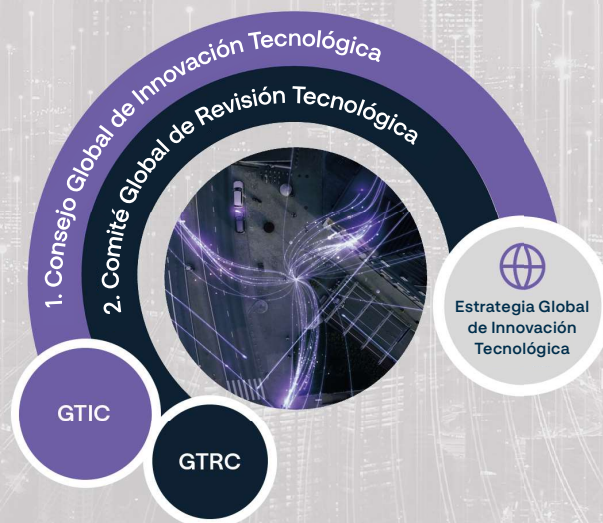 1. Consejo Global de Innovación Tecnológica
2. Comité Global de Revisión Tecnológica
Estrategia Global
de Innovación
Tecnológica
GTIC
GTRC